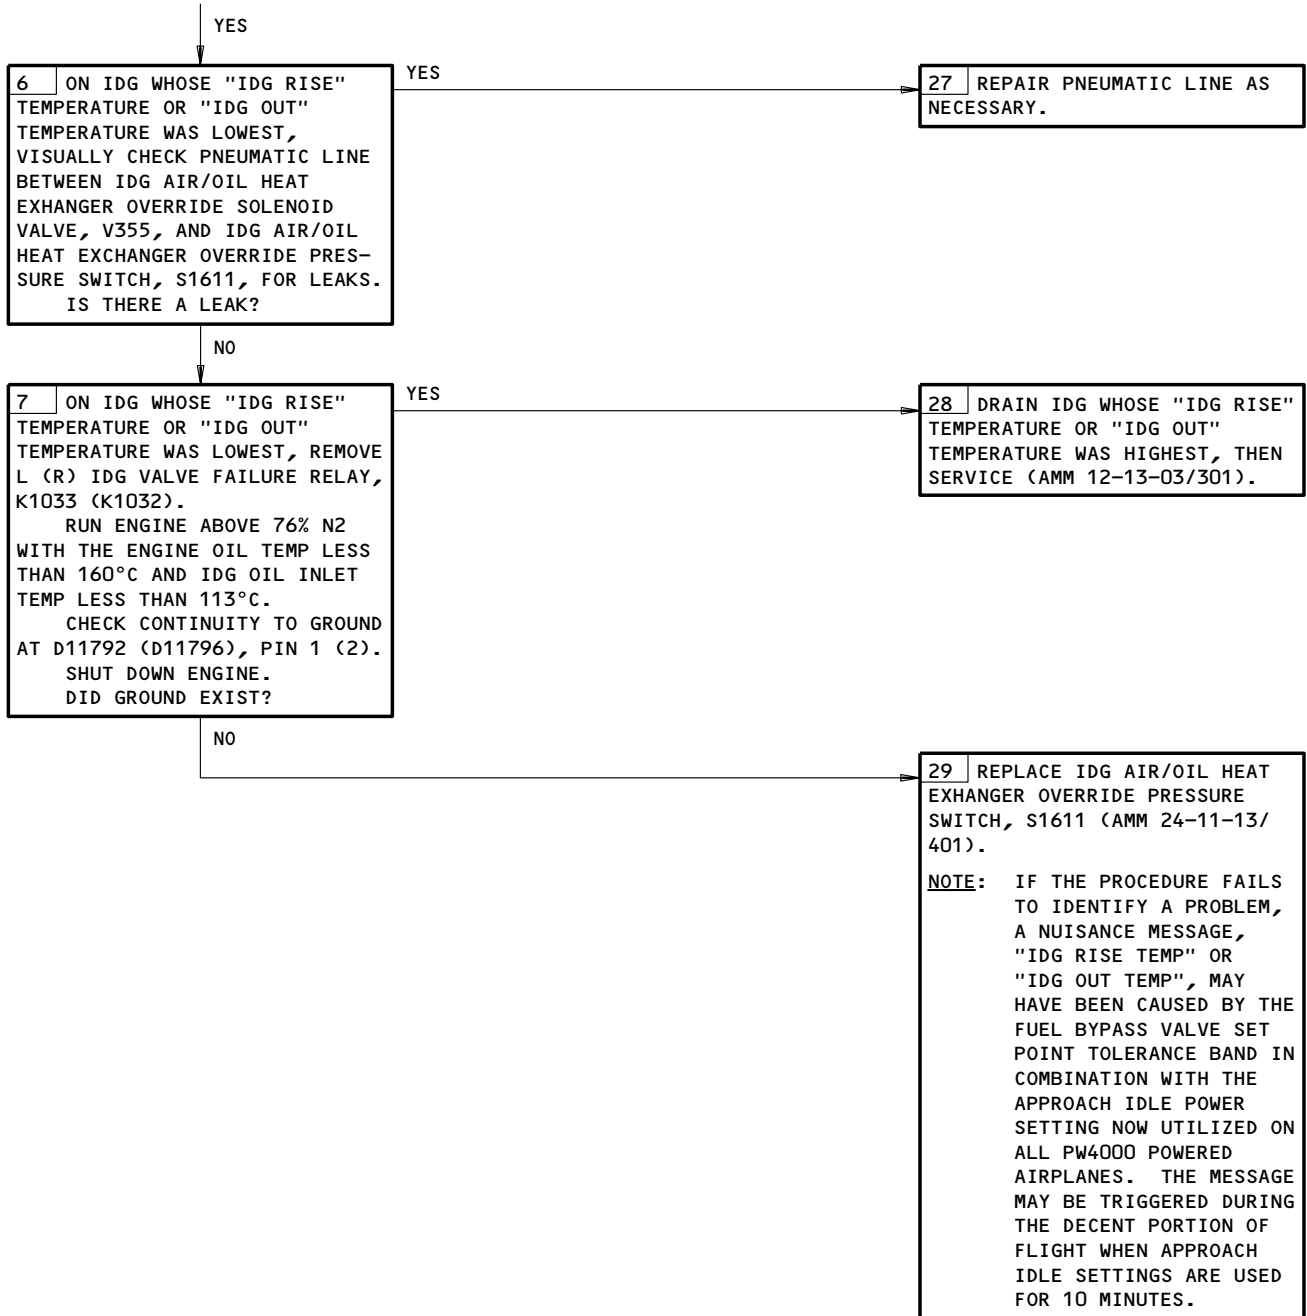 YES
6 ON IDG WHOSE "IDG RISE"
TEMPERATURE OR "IDG OUT"
TEMPERATURE WAS LOWEST,
VISUALLY CHECK PNEUMATIC LINE
BETWEEN IDG AIR/OIL HEAT
EXHANGER OVERRIDE SOLENOID
VALVE, V355, AND IDG AIR/OIL
HEAT EXCHANGER OVERRIDE PRES-
SURE SWITCH, S1611, FOR LEAKS.
IS THERE A LEAK?
YES
27 REPAIR PNEUMATIC LINE AS
NECESSARY.
NO
7 ON IDG WHOSE "IDG RISE"
TEMPERATURE OR "IDG OUT"
TEMPERATURE WAS LOWEST, REMOVE
L (R) IDG VALVE FAILURE RELAY,
K1033 (K1032).
RUN ENGINE ABOVE 76% N2
WITH THE ENGINE OIL TEMP LESS
THAN 160°C AND IDG OIL INLET
TEMP LESS THAN 113°C.
CHECK CONTINUITY TO GROUND
AT D11792 (D11796), PIN 1 (2).
SHUT DOWN ENGINE.
DID GROUND EXIST?
YES
28 DRAIN IDG WHOSE "IDG RISE"
TEMPERATURE OR "IDG OUT"
TEMPERATURE WAS HIGHEST, THEN
SERVICE (AMM 12-13-03/301).
NO
29 REPLACE IDG AIR/OIL HEAT
EXHANGER OVERRIDE PRESSURE
SWITCH, S1611 (AMM 24-11-13/
401).
NOTE: IF THE PROCEDURE FAILS
TO IDENTIFY A PROBLEM,
A NUISANCE MESSAGE,
"IDG RISE TEMP" OR
"IDG OUT TEMP", MAY
HAVE BEEN CAUSED BY THE
FUEL BYPASS VALVE SET
POINT TOLERANCE BAND IN
COMBINATION WITH THE
APPROACH IDLE POWER
SETTING NOW UTILIZED ON
ALL PW4000 POWERED
AIRPLANES. THE MESSAGE
MAY BE TRIGGERED DURING
THE DECENT PORTION OF
FLIGHT WHEN APPROACH
IDLE SETTINGS ARE USED
FOR 10 MINUTES.